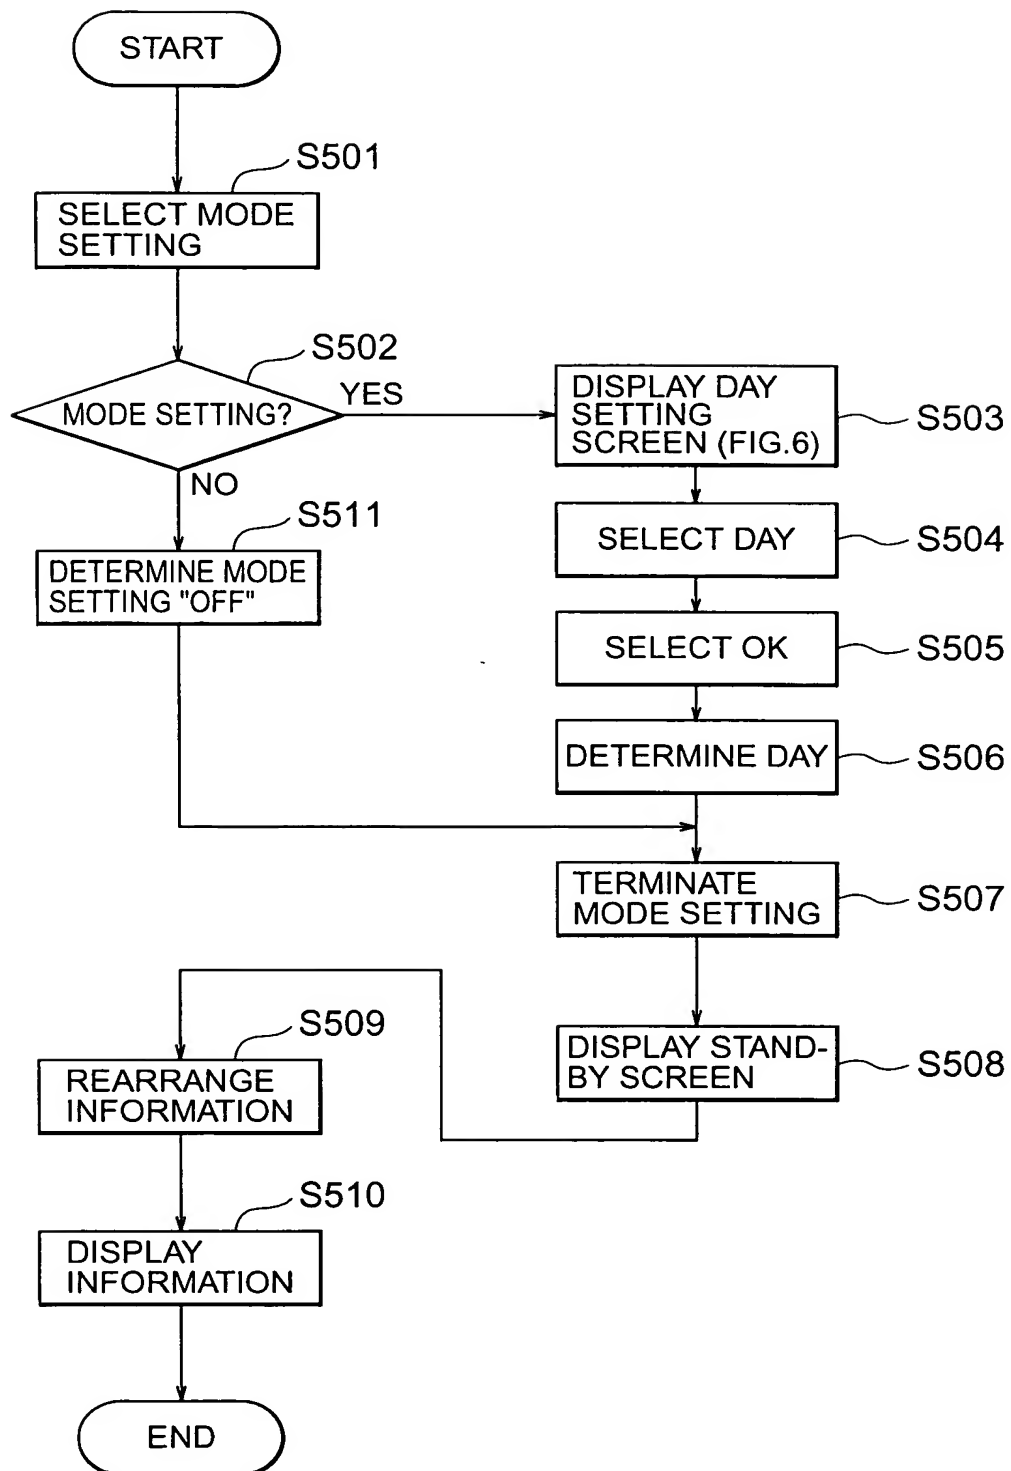 START
S501
SELECT MODE
SETTING
S502
MODE SETTING?
YES
NO
DISPLAY DAY
SETTING
SCREEN (FIG.6)
S503
S511
DETERMINE MODE
SETTING "OFF"
SELECT DAY
S504
SELECT OK
S505
DETERMINE DAY
S506
TERMINATE
MODE SETTING
S507
DISPLAY STAND-
BY SCREEN
S508
S509
REARRANGE
INFORMATION
S510
DISPLAY
INFORMATION
END